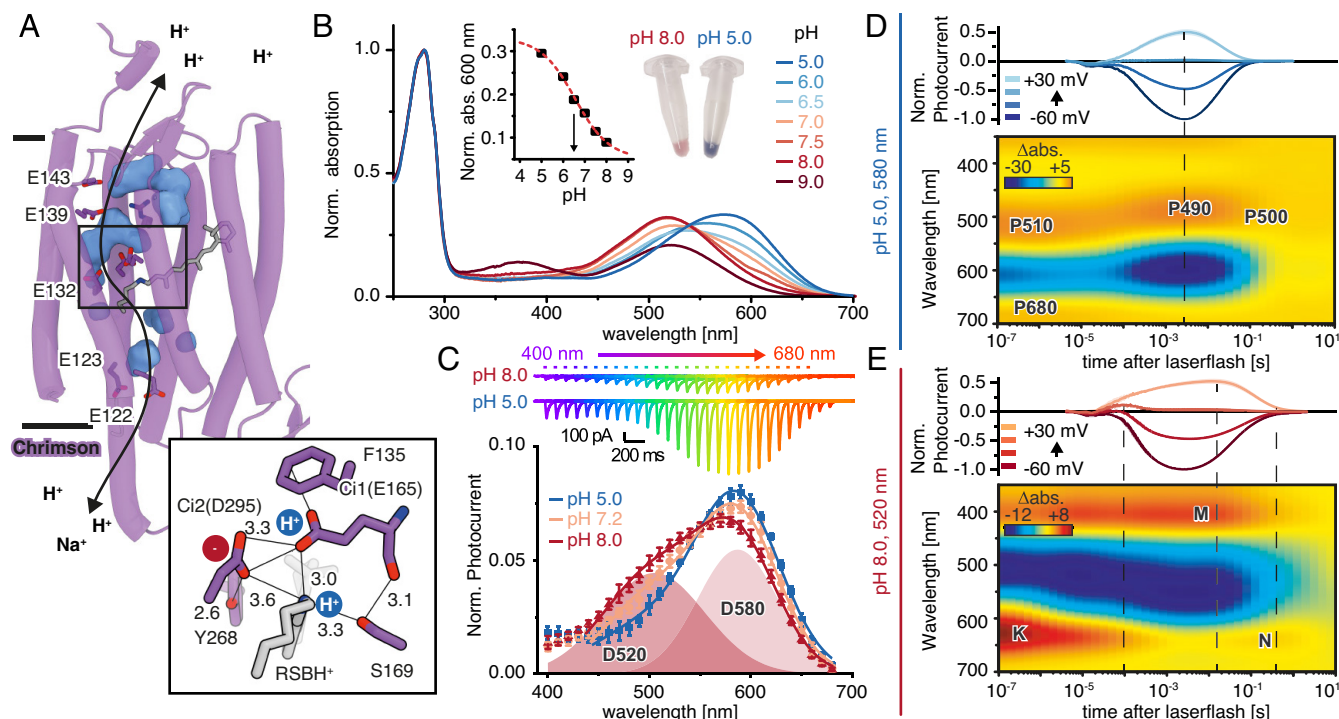 A
H⁺
H⁺
H⁺
E143
E139
E132
E123
E122
Chrimson
H⁺
H⁺
Na⁺
F135
Ci1(E165)
Ci2(D295)
H⁺
3.3
-
3.0
H⁺
3.6
2.6
3.1
3.3
Y268
RSBH⁺
S169
B
Norm. absorption
1.0
0.5
0.0
300
400
500
600
700
wavelength [nm]
Norm. abs. 600 nm
0.3
0.2
0.1
4 5 6 7 8 9
pH
pH 8.0 pH 5.0
pH
5.0
6.0
6.5
7.0
7.5
8.0
9.0
C
400 nm
680 nm
pH 8.0
pH 5.0
100 pA
200 ms
Norm. Photocurrent
0.10
0.05
0.00
pH 5.0
pH 7.2
pH 8.0
D520
D580
400 500 600 700
wavelength [nm]
D
pH 5.0, 580 nm
Norm.
Photocurrent
0.5
0.0
-0.5
-1.0
+30 mV
-60 mV
Δabs.
-30 +5
Wavelength [nm]
400
500
600
700
P510
P490
P500
P680
10⁻⁷ 10⁻⁵ 10⁻³ 10⁻¹ 10¹
time after laserflash [s]
E
pH 8.0, 520 nm
Norm.
Photocurrent
0.5
0.0
-0.5
-1.0
+30 mV
-60 mV
Δabs.
-12 +8
Wavelength [nm]
400
500
600
700
M
K
N
10⁻⁷ 10⁻⁵ 10⁻³ 10⁻¹ 10¹
time after laserflash [s]